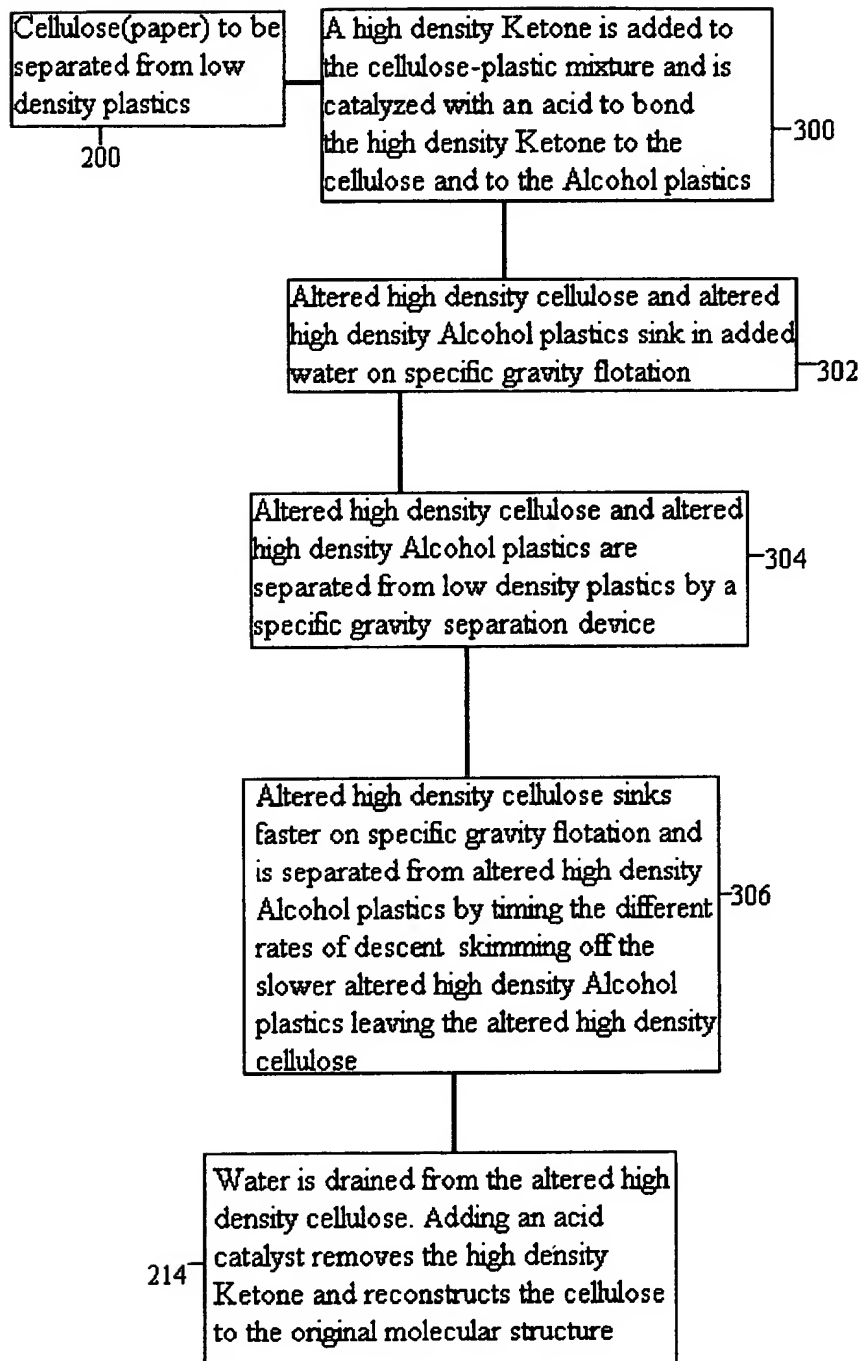 Cellulose(paper) to be
separated from low
density plastics
200
A high density Ketone is added to
the cellulose-plastic mixture and is
catalyzed with an acid to bond
the high density Ketone to the
cellulose and to the Alcohol plastics
300
Altered high density cellulose and altered
high density Alcohol plastics sink in added
water on specific gravity flotation
302
Altered high density cellulose and altered
high density Alcohol plastics are
separated from low density plastics by a
specific gravity separation device
304
Altered high density cellulose sinks
faster on specific gravity flotation and
is separated from altered high density
Alcohol plastics by timing the different
rates of descent skimming off the
slower altered high density Alcohol
plastics leaving the altered high density
cellulose
306
Water is drained from the altered high
density cellulose. Adding an acid
catalyst removes the high density
Ketone and reconstructs the cellulose
to the original molecular structure
214